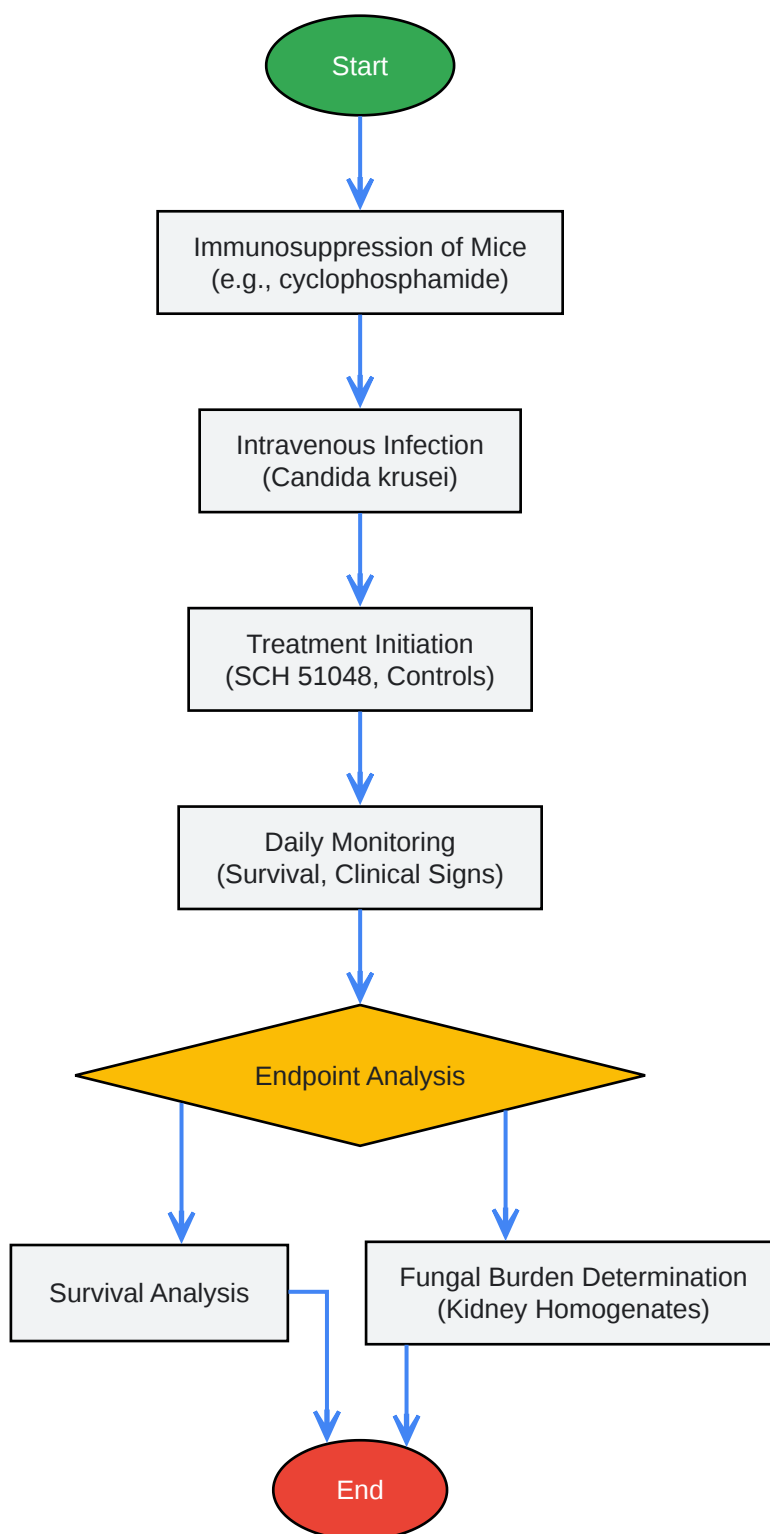 Start
Immunosuppression of Mice
(e.g., cyclophosphamide)
Intravenous Infection
(Candida krusei)
Treatment Initiation
(SCH 51048, Controls)
Daily Monitoring
(Survival, Clinical Signs)
Endpoint Analysis
Survival Analysis
Fungal Burden Determination
(Kidney Homogenates)
End